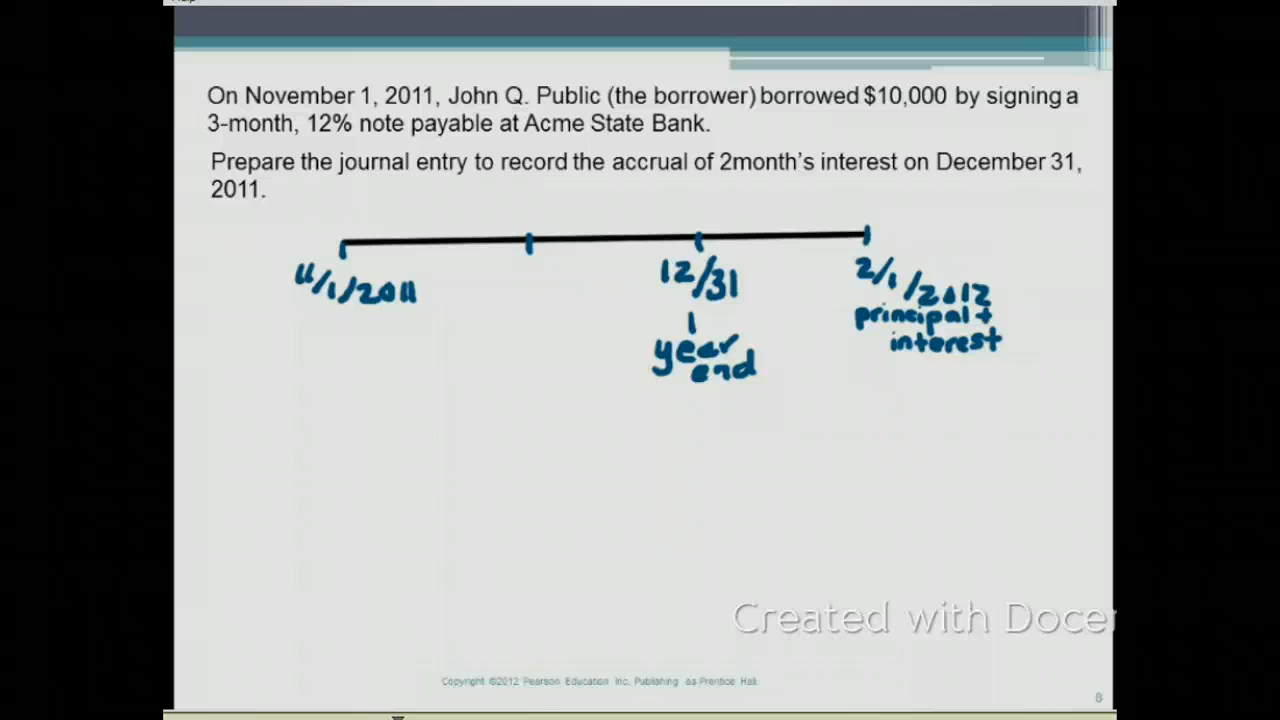 Help
On November 1, 2011, John Q. Public (the borrower) borrowed $10,000 by signing a
3-month, 12% note payable at Acme State Bank.
Prepare the journal entry to record the accrual of 2month's interest on December 31,
2011.
11/1/2011
12/31
2/1/2012
principal +
interest
year
end
Created with Docer
Copyright ©2012 Pearson Education Inc. Publishing as Prentice Hall.
8